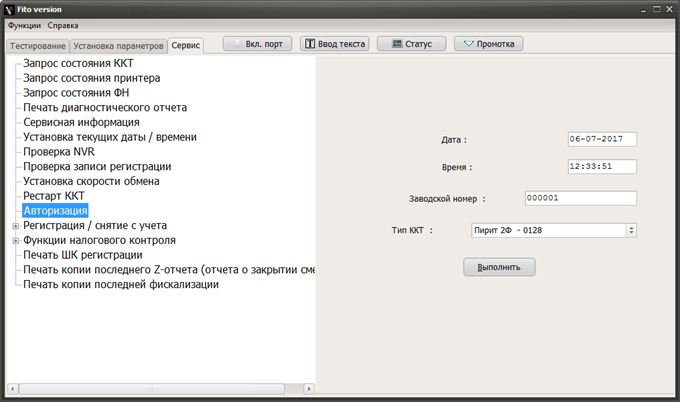 Fito version
Функции Справка
Тестирование Установка параметров Сервис Вкл. порт Ввод текста Статус Промотка
Запрос состояния ККТ
Запрос состояния принтера
Запрос состояния ФН
Печать диагностического отчета
Сервисная информация
Установка текущих даты / времени
Проверка NVR
Проверка записи регистрации
Установка скорости обмена
Рестарт ККТ
Авторизация
Регистрация / снятие с учета
Функции налогового контроля
Печать ШК регистрации
Печать копии последнего Z-отчета (отчета о закрытии сме
Печать копии последней фискализации
Дата : 06-07-2017
Время : 12:33:51
Заводской номер : 000001
Тип ККТ : Пирит 2Ф - 0128
Выполнить